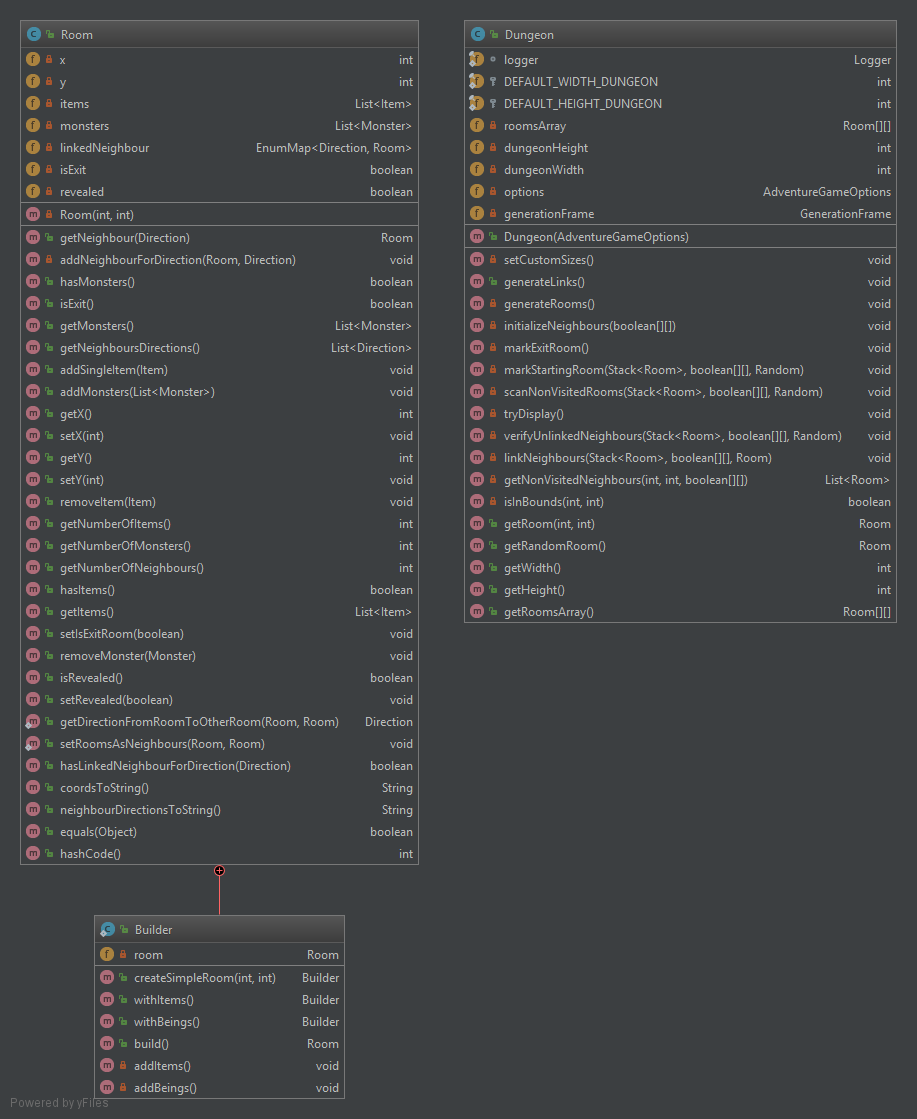 Room
x int
y int
items List<Item>
monsters List<Monster>
linkedNeighbour EnumMap<Direction, Room>
isExit boolean
revealed boolean
Room(int, int)
getNeighbour(Direction) Room
addNeighbourForDirection(Room, Direction) void
hasMonsters() boolean
isExit() boolean
getMonsters() List<Monster>
getNeighboursDirections() List<Direction>
addSingleItem(Item) void
addMonsters(List<Monster>) void
getX() int
setX(int) void
getY() int
setY(int) void
removeItem(Item) void
getNumberOfItems() int
getNumberOfMonsters() int
getNumberOfNeighbours() int
hasItems() boolean
getItems() List<Item>
setIsExitRoom(boolean) void
removeMonster(Monster) void
isRevealed() boolean
setRevealed(boolean) void
getDirectionFromRoomToOtherRoom(Room, Room) Direction
setRoomsAsNeighbours(Room, Room) void
hasLinkedNeighbourForDirection(Direction) boolean
coordsToString() String
neighbourDirectionsToString() String
equals(Object) boolean
hashCode() int
Dungeon
logger Logger
DEFAULT_WIDTH_DUNGEON int
DEFAULT_HEIGHT_DUNGEON int
roomsArray Room[][]
dungeonHeight int
dungeonWidth int
options AdventureGameOptions
generationFrame GenerationFrame
Dungeon(AdventureGameOptions)
setCustomSizes() void
generateLinks() void
generateRooms() void
initializeNeighbours(boolean[][]) void
markExitRoom() void
markStartingRoom(Stack<Room>, boolean[][], Random) void
scanNonVisitedRooms(Stack<Room>, boolean[][], Random) void
tryDisplay() void
verifyUnlinkedNeighbours(Stack<Room>, boolean[][], Random) void
linkNeighbours(Stack<Room>, boolean[][], Room) void
getNonVisitedNeighbours(int, int, boolean[][]) List<Room>
isInBounds(int, int) boolean
getRoom(int, int) Room
getRandomRoom() Room
getWidth() int
getHeight() int
getRoomsArray() Room[][]
Builder
room Room
createSimpleRoom(int, int) Builder
withItems() Builder
withBeings() Builder
build() Room
addItems() void
addBeings() void
Powered by yFiles